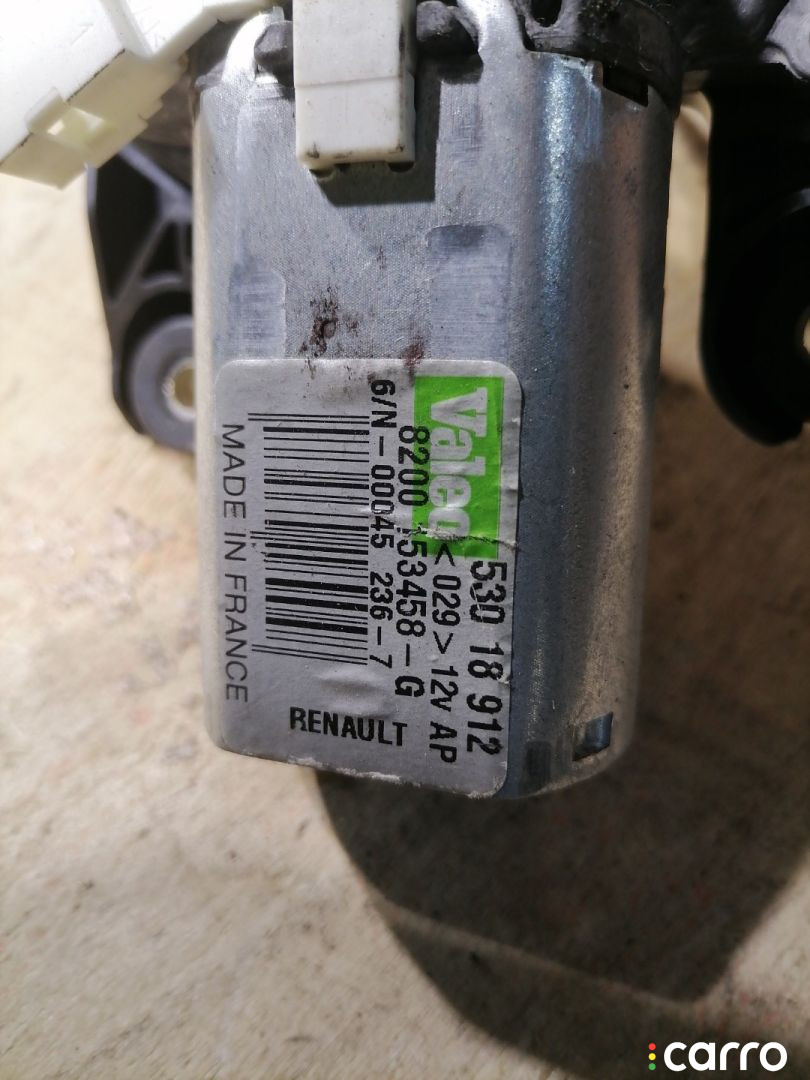 Valeo
530 18 912
<029> 12V AP
8200 153458-G
6/N-00045 236-7
RENAULT
MADE IN FRANCE
carro